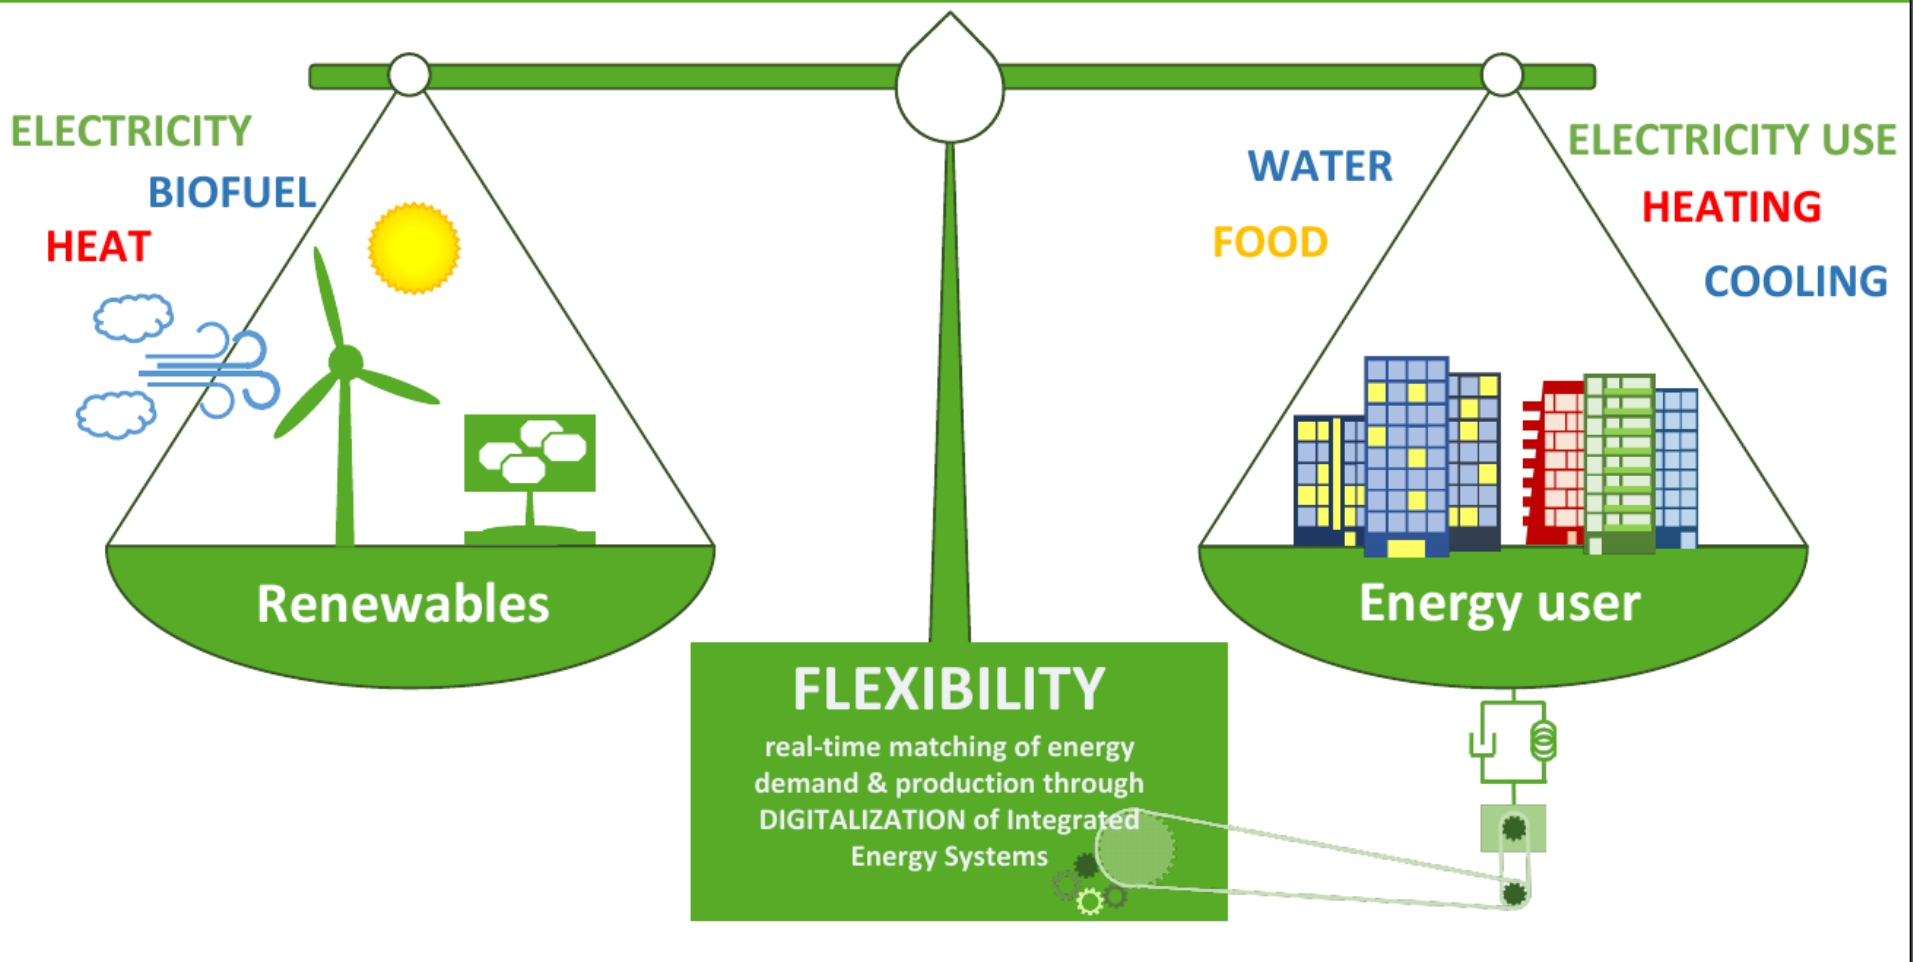 ELECTRICITY
BIOFUEL
HEAT
WATER
FOOD
ELECTRICITY USE
HEATING
COOLING
Renewables
Energy user
FLEXIBILITY
real-time matching of energy
demand & production through
DIGITALIZATION of Integrated
Energy Systems